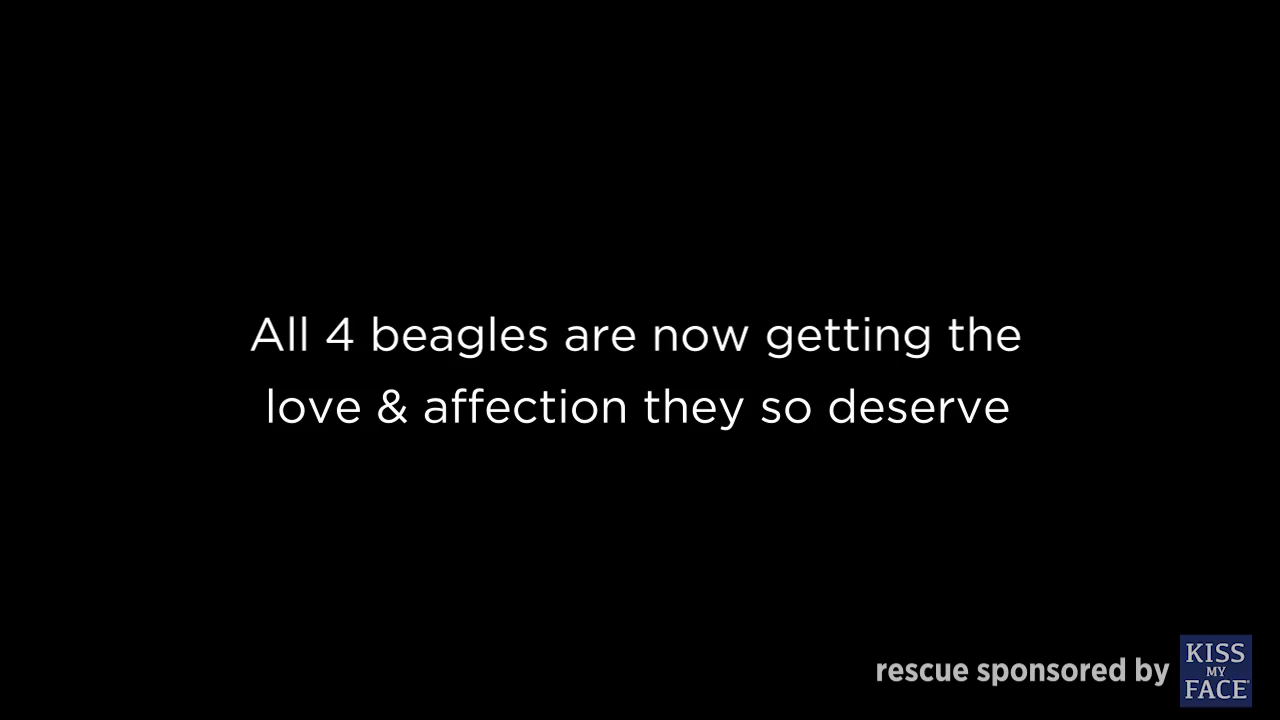 All 4 beagles are now getting the
love & affection they so deserve
rescue sponsored by
KISS
MY
FACE